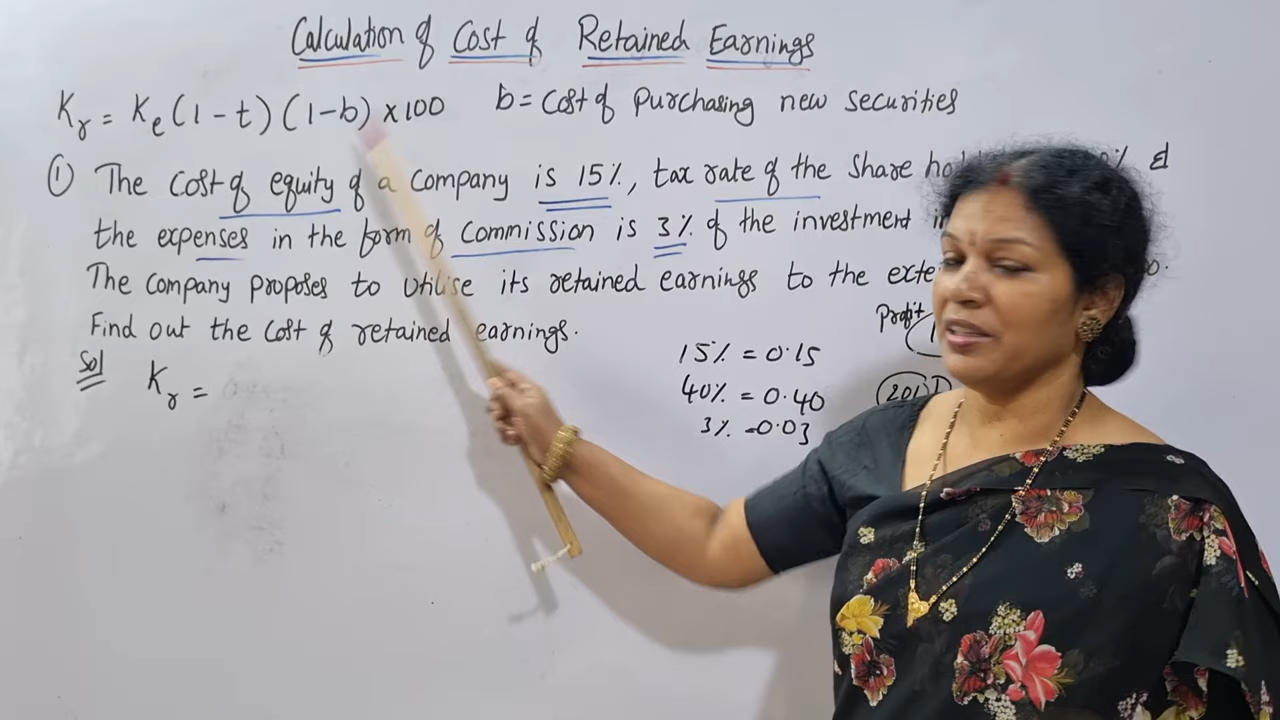 Calculation of Cost of Retained Earnings
Kr = Ke (1 - t) (1 - b) × 100 b = Cost of Purchasing new securities
① The Cost of equity of a Company is 15%, tax rate of the Share % &
the expenses in the form of Commission is 3% of the investment
The Company proposes to utilise its retained earnings to the
Find out the Cost of retained earnings.
Profit
Sol Kr =
15% = 0.15
40% = 0.40
3% = 0.03